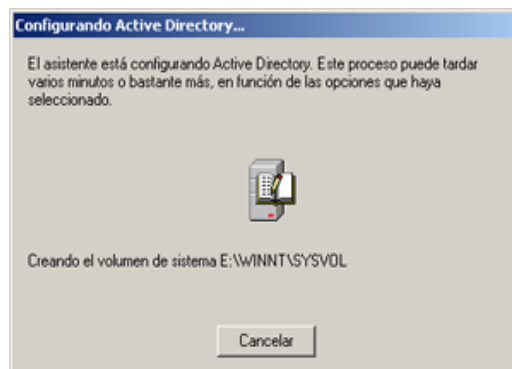 Configurando Active Directory...
El asistente está configurando Active Directory. Este proceso puede tardar
varios minutos o bastante más, en función de las opciones que haya
seleccionado.
Creando el volumen de sistema E:\WINNT\SYSVOL
Cancelar